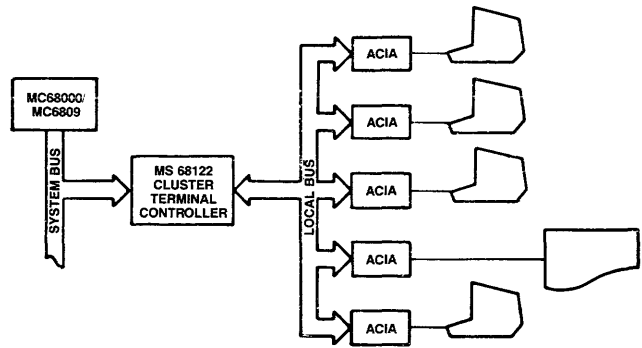 MC68000/
MC6809
SYSTEM BUS
MS 68122
CLUSTER
TERMINAL
CONTROLLER
LOCAL BUS
ACIA
ACIA
ACIA
ACIA
ACIA